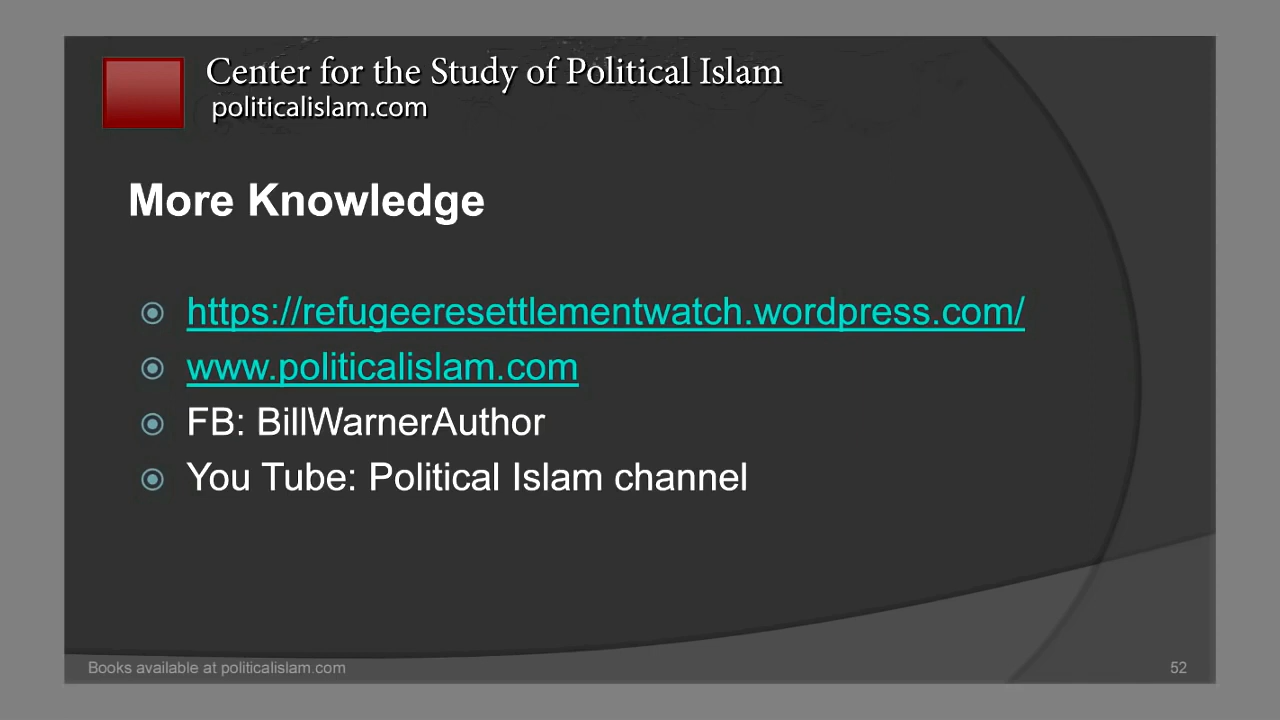 Center for the Study of Political Islam
politicalislam.com
More Knowledge
https://refugeeresettlementwatch.wordpress.com/
www.politicalislam.com
FB: BillWarnerAuthor
You Tube: Political Islam channel
Books available at politicalislam.com
52